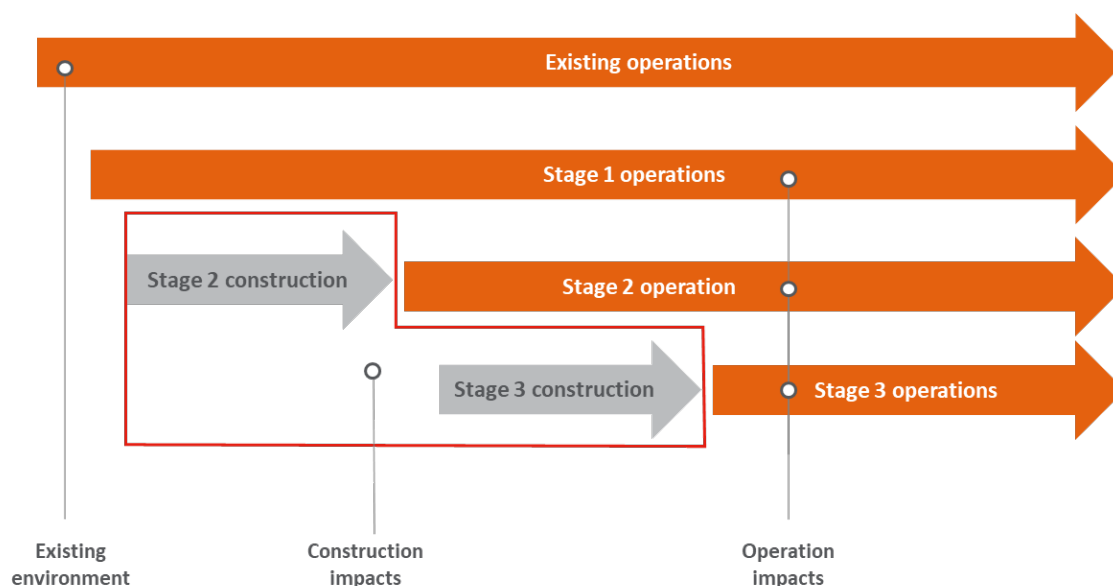 Existing operations
Stage 1 operations
Stage 2 construction
Stage 2 operation
Stage 3 construction
Stage 3 operations
Existing
environment
Construction
impacts
Operation
impacts